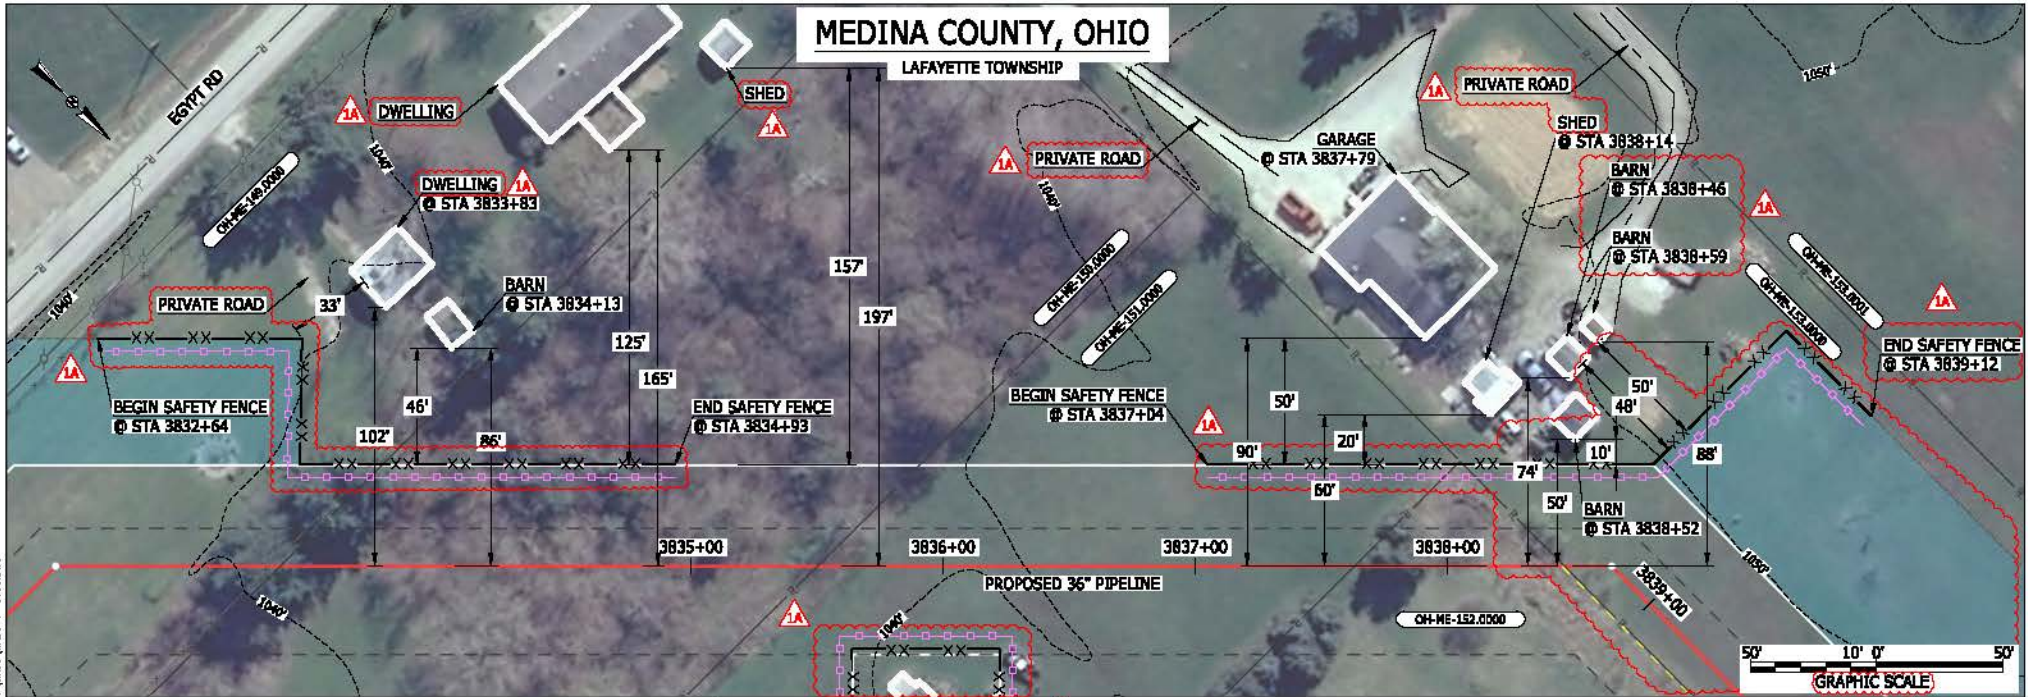 MEDINA COUNTY, OHIO
LAFAYETTE TOWNSHIP
EGYPT RD
OH-ME-149.0000
1040'
1040'
1A
DWELLING
SHED
1A
DWELLING
1A
@ STA 3833+83
PRIVATE ROAD
33'
BARN
@ STA 3834+13
1A
BEGIN SAFETY FENCE
@ STA 3832+64
102'
46'
86'
125'
165'
END SAFETY FENCE
@ STA 3834+93
157'
197'
1A
PRIVATE ROAD
1040'
GARAGE
@ STA 3837+79
1A
PRIVATE ROAD
SHED
@ STA 3838+14
BARN
@ STA 3838+46
BARN
@ STA 3838+59
1A
1050'
OH-ME-150.0000
OH-ME-151.0000
OH-ME-153.0001
OH-ME-153.0000
1A
END SAFETY FENCE
@ STA 3839+12
BEGIN SAFETY FENCE
@ STA 3837+04
1A
90'
50'
60'
20'
74'
50'
10'
48'
50'
88'
BARN
@ STA 3838+52
1050'
3835+00
3836+00
3837+00
3838+00
3839+00
PROPOSED 36" PIPELINE
1040'
1A
1040'
OH-ME-152.0000
50'
10'
0'
50'
GRAPHIC SCALE